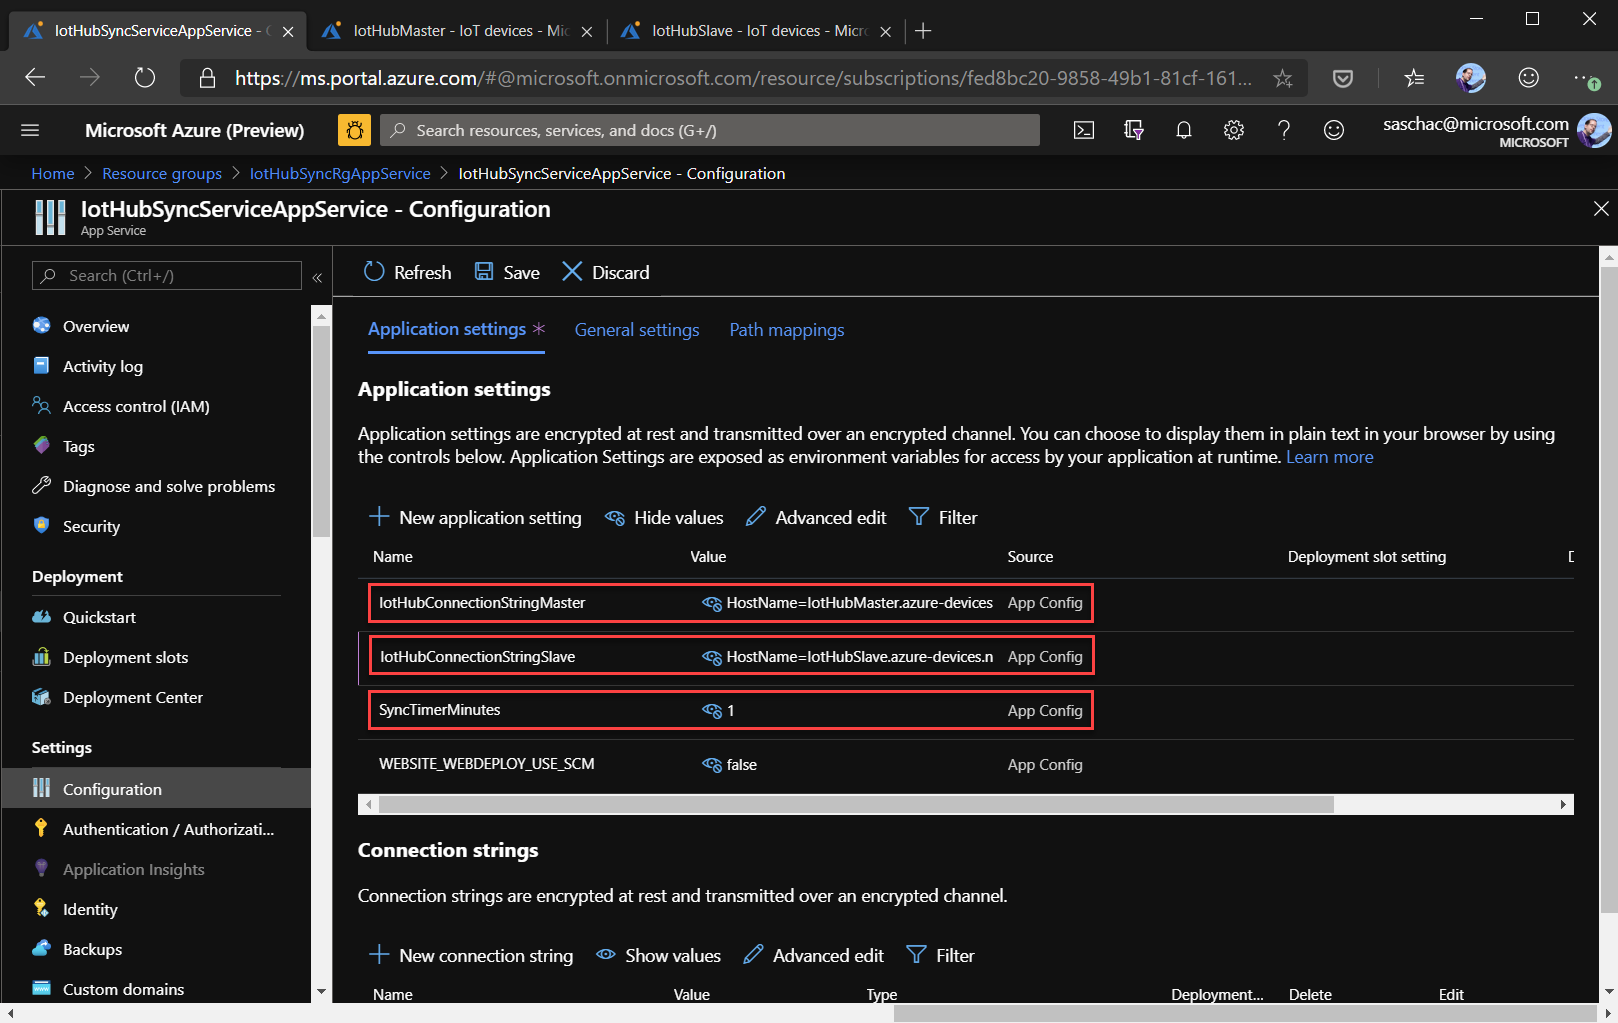 IotHubSyncServiceAppService - C
IotHubMaster - IoT devices - Mic
IotHubSlave - IoT devices - Micro
https://ms.portal.azure.com/#@microsoft.onmicrosoft.com/resource/subscriptions/fed8bc20-9858-49b1-81cf-161...
Microsoft Azure (Preview)
Search resources, services, and docs (G+/)
saschac@microsoft.com
MICROSOFT
Home > Resource groups > IotHubSyncRgAppService > IotHubSyncServiceAppService - Configuration
IotHubSyncServiceAppService - Configuration
App Service
Search (Ctrl+/)
«
Overview
Activity log
Access control (IAM)
Tags
Diagnose and solve problems
Security
Deployment
Quickstart
Deployment slots
Deployment Center
Settings
Configuration
Authentication / Authorizati...
Application Insights
Identity
Backups
Custom domains
Refresh Save Discard
Application settings * General settings Path mappings
Application settings
Application settings are encrypted at rest and transmitted over an encrypted channel. You can choose to display them in plain text in your browser by using
the controls below. Application Settings are exposed as environment variables for access by your application at runtime. Learn more
New application setting Hide values Advanced edit Filter
Name Value Source Deployment slot setting
IotHubConnectionStringMaster HostName=IotHubMaster.azure-devices App Config
IotHubConnectionStringSlave HostName=IotHubSlave.azure-devices.n App Config
SyncTimerMinutes 1 App Config
WEBSITE_WEBDEPLOY_USE_SCM false App Config
Connection strings
Connection strings are encrypted at rest and transmitted over an encrypted channel.
New connection string Show values Advanced edit Filter
Name Value Type Deployment... Delete Edit